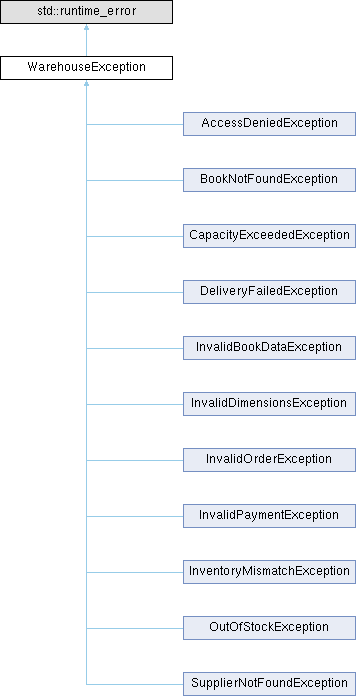 std::runtime_error
WarehouseException
AccessDeniedException
BookNotFoundException
CapacityExceededException
DeliveryFailedException
InvalidBookDataException
InvalidDimensionsException
InvalidOrderException
InvalidPaymentException
InventoryMismatchException
OutOfStockException
SupplierNotFoundException